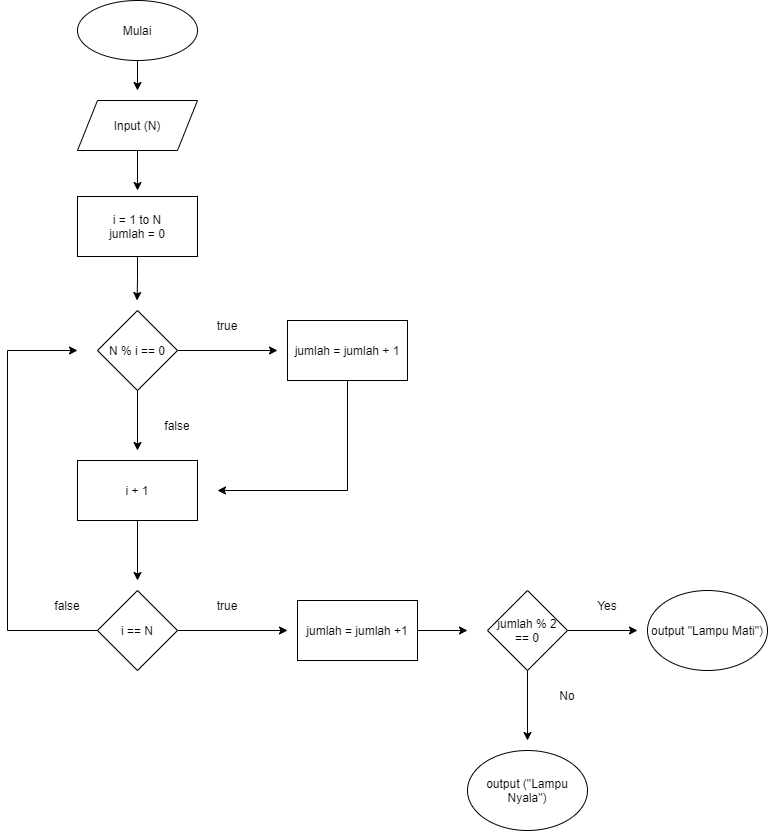 Mulai
Input (N)
i = 1 to N
jumlah = 0
N % i == 0
true
jumlah = jumlah + 1
false
i + 1
false
i == N
true
jumlah = jumlah +1
jumlah % 2
== 0
Yes
output "Lampu Mati")
No
output ("Lampu
Nyala")